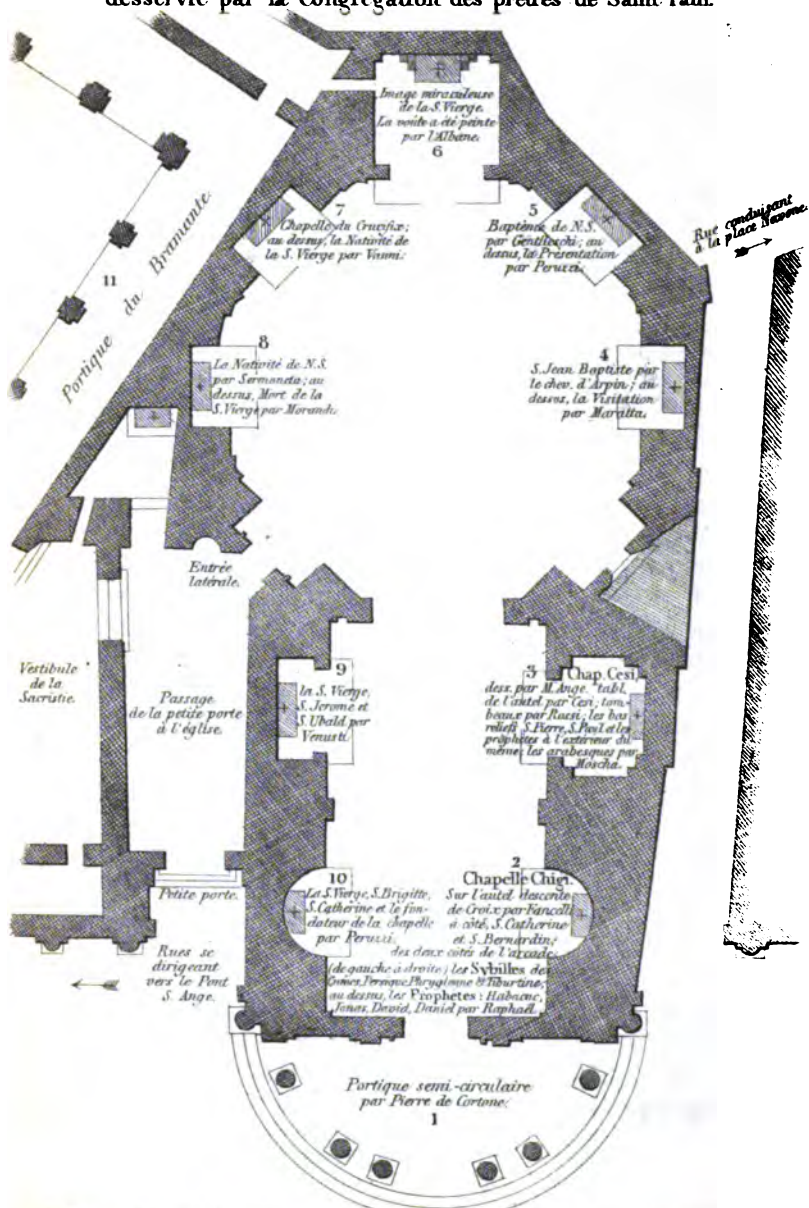 desservie par la Congrégation des prêtres de Saint Paul.
Image miraculeuse
de la S. Vierge.
La voûte a été peinte
par l'Albane.
6
7
Chapelle du Crucifix;
au dessus, la Nativité de
la S. Vierge par Vanni.
5
Baptême de N.S.
par Gentileschi; au
dessus, la Présentation
par Peruzzi.
Rue conduisant
à la place Navone.
11
Portique du Bramante.
8
La Nativité de N.S.
par Sermoneta; au
dessus, Mort de la
S. Vierge par Morandi.
4
S. Jean Baptiste par
le chev. d'Arpin; au
dessus, la Visitation
par Maratta.
Entrée
latérale.
Vestibule
de la
Sacristie.
Passage
de la petite porte
à l'église.
9
la S. Vierge,
S. Jerome et
S. Ubald par
Venusti.
3 Chap. Cesi,
dess. par M. Ange. tabl.
de l'autel par Cesi; tom-
beaux par Rossi; les bas
reliefs S. Pierre, S. Paul et les
prophètes à l'extérieur du
même; les arabesques par
Moscha.
Petite porte.
10
La S. Vierge, S. Brigitte,
S. Catherine et le fon-
dateur de la chapelle
par Peruzzi.
2
Chapelle Chigi.
Sur l'autel descente
de Croix par Fancelli
à côté, S. Catherine
et S. Bernardin;
des deux côtés de l'arcade,
(de gauche à droite) les Sybilles de
Cumes, Persique, Phrygienne & Tiburtine;
au dessus, les Prophetes: Habacuc,
Jonas, David, Daniel par Raphaël.
Rues se
dirigeant
vers le Pont
S. Ange.
Portique semi-circulaire
par Pierre de Cortone.
1